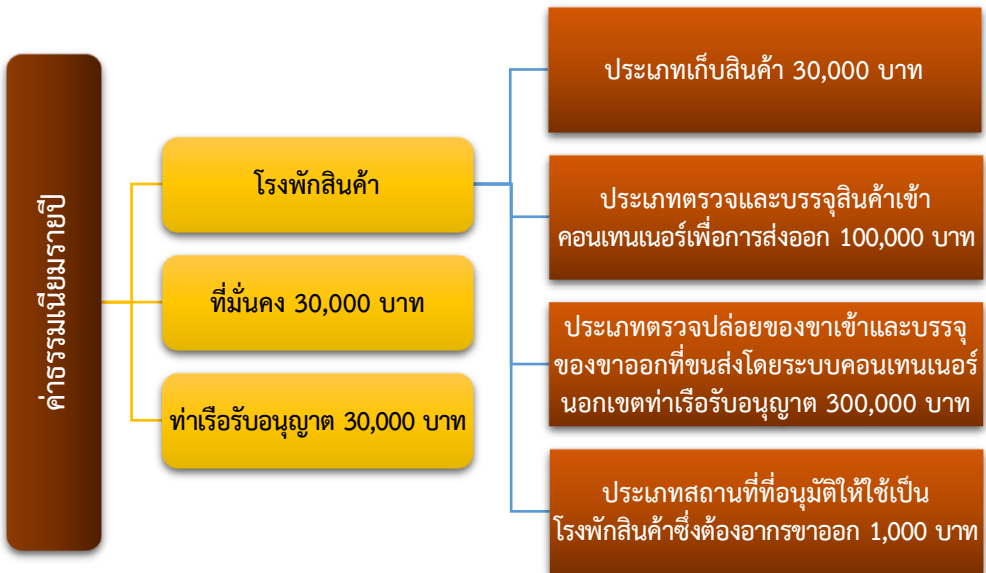 ค่าธรรมเนียมรายปี
โรงพักสินค้า
ที่มั่นคง 30,000 บาท
ท่าเรือรับอนุญาต 30,000 บาท
ประเภทเก็บสินค้า 30,000 บาท
ประเภทตรวจและบรรจุสินค้าเข้า
คอนเทนเนอร์เพื่อการส่งออก 100,000 บาท
ประเภทตรวจปล่อยของขาเข้าและบรรจุ
ของขาออกที่ขนส่งโดยระบบคอนเทนเนอร์
นอกเขตท่าเรือรับอนุญาต 300,000 บาท
ประเภทสถานที่ที่อนุมัติให้ใช้เป็น
โรงพักสินค้าซึ่งต้องอากรขาออก 1,000 บาท